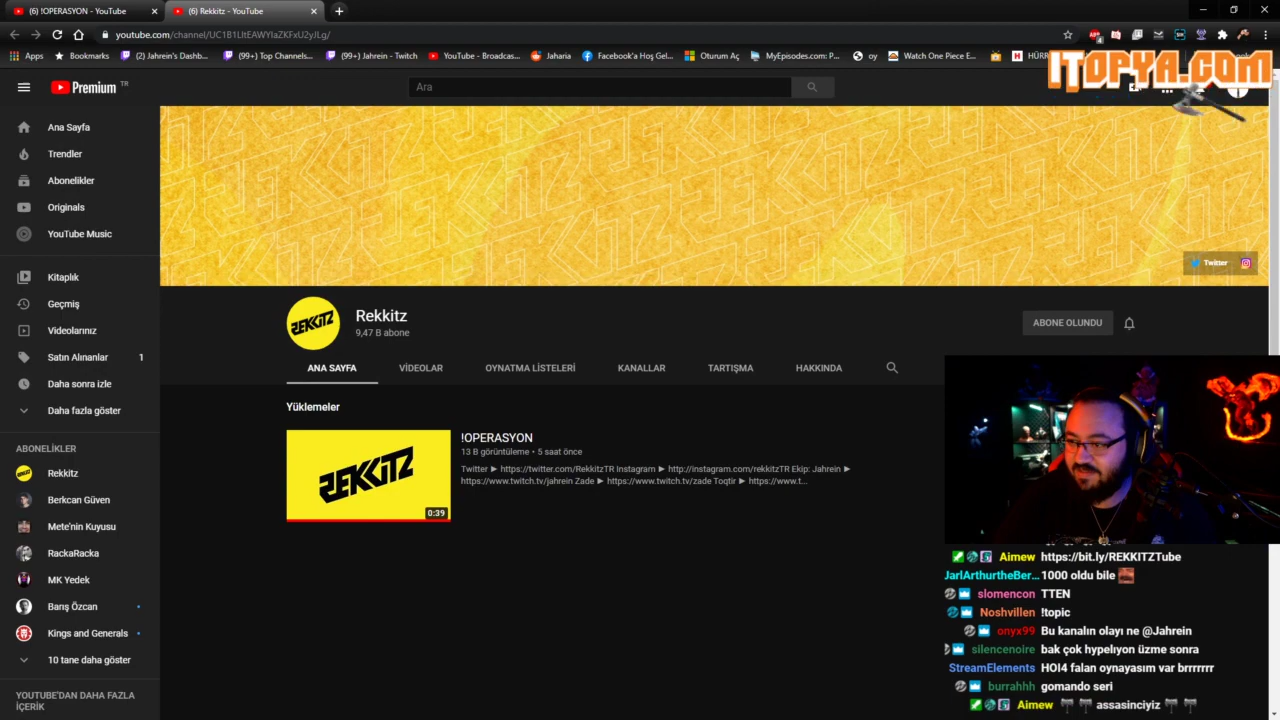 (6) !OPERASYON - YouTube
(6) Rekkitz - YouTube
youtube.com/channel/UC1B1LltEAWYIaZKFxU2yJLg/
Apps
Bookmarks
(2) Jahrein's Dashb...
(99+) Top Channels...
(99+) Jahrein - Twitch
YouTube - Broadcas...
Jaharia
Facebook'a Hoş Gel...
Oturum Aç
MyEpisodes.com: P...
oy
Watch One Piece E...
HÜRR
ITOPYA.COM
Premium TR
Ara
Ana Sayfa
Trendler
Abonelikler
Originals
YouTube Music
Kitaplık
Geçmiş
Videolarınız
Satın Alınanlar 1
Daha sonra izle
Daha fazla göster
ABONELİKLER
Rekkitz
Berkcan Güven
Mete'nin Kuyusu
RackaRacka
MK Yedek
Barış Özcan
Kings and Generals
10 tane daha göster
YOUTUBE'DAN DAHA FAZLA
İÇERİK
Twitter
REKKITZ
Rekkitz
9,47 B abone
ABONE OLUNDU
ANA SAYFA
VİDEOLAR
OYNATMA LİSTELERİ
KANALLAR
TARTIŞMA
HAKKINDA
Yüklemeler
REKKITZ
0:39
!OPERASYON
13 B görüntüleme • 5 saat önce
Twitter ► https://twitter.com/RekkitzTR Instagram ► http://instagram.com/rekkitzTR Ekip: Jahrein ►
https://www.twitch.tv/jahrein Zade ► https://www.twitch.tv/zade Toqtir ► https://www.t...
Aimew https://bit.ly/REKKITZTube
JarlArthurtheBer... 1000 oldu bile
slomencon TTEN
Noshvillen !topic
onyx99 Bu kanalın olayı ne @Jahrein
silencenoire bak çok hypelıyon üzme sonra
StreamElements HOI4 falan oynayasım var brrrrrrr
burrahhh gomando seri
Aimew assasinciyiz